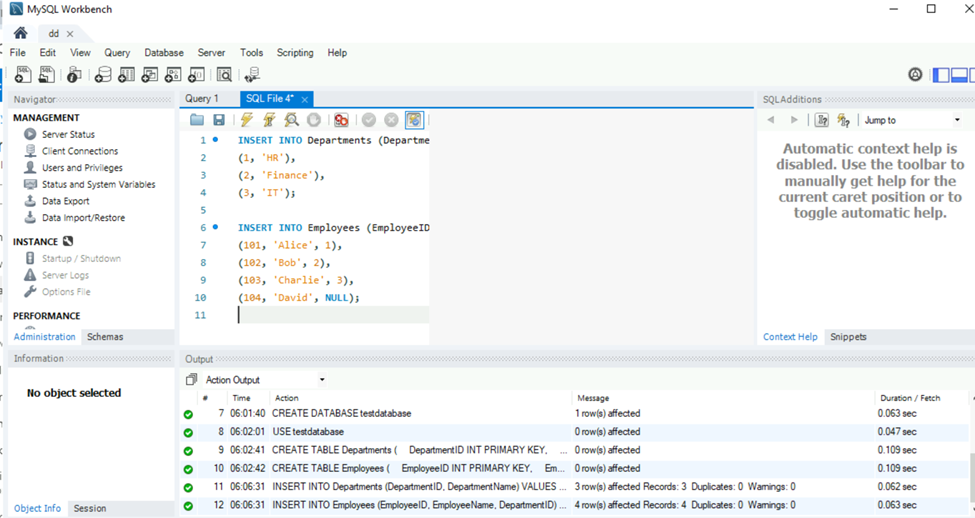 MySQL Workbench
dd
File Edit View Query Database Server Tools Scripting Help
Navigator
MANAGEMENT
Server Status
Client Connections
Users and Privileges
Status and System Variables
Data Export
Data Import/Restore
INSTANCE
Startup / Shutdown
Server Logs
Options File
PERFORMANCE
Administration Schemas
Information
No object selected
Object Info Session
Query 1 SQL File 4*
1 INSERT INTO Departments (Departme
2 (1, 'HR'),
3 (2, 'Finance'),
4 (3, 'IT');
5
6 INSERT INTO Employees (EmployeeID
7 (101, 'Alice', 1),
8 (102, 'Bob', 2),
9 (103, 'Charlie', 3),
10 (104, 'David', NULL);
11
SQLAdditions
Jump to
Automatic context help is
disabled. Use the toolbar to
manually get help for the
current caret position or to
toggle automatic help.
Context Help Snippets
Output
Action Output
# Time Action Message Duration / Fetch
7 06:01:40 CREATE DATABASE testdatabase 1 row(s) affected 0.063 sec
8 06:02:01 USE testdatabase 0 row(s) affected 0.047 sec
9 06:02:41 CREATE TABLE Departments ( DepartmentID INT PRIMARY KEY, ... 0 row(s) affected 0.109 sec
10 06:02:42 CREATE TABLE Employees ( EmployeeID INT PRIMARY KEY, Em... 0 row(s) affected 0.109 sec
11 06:06:31 INSERT INTO Departments (DepartmentID, DepartmentName) VALUES ... 3 row(s) affected Records: 3 Duplicates: 0 Warnings: 0 0.062 sec
12 06:06:31 INSERT INTO Employees (EmployeeID, EmployeeName, DepartmentID) ... 4 row(s) affected Records: 4 Duplicates: 0 Warnings: 0 0.063 sec